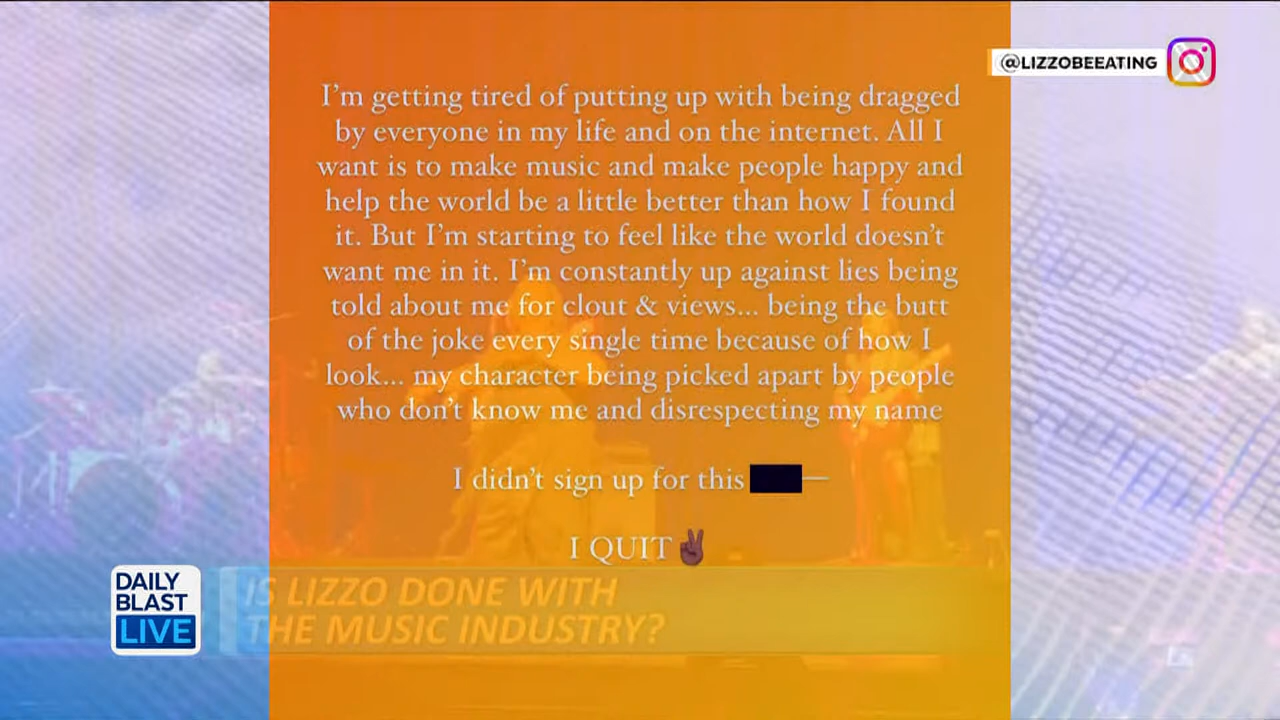 @LIZZOBEEATING
I'm getting tired of putting up with being dragged
by everyone in my life and on the internet. All I
want is to make music and make people happy and
help the world be a little better than how I found
it. But I'm starting to feel like the world doesn't
want me in it. I'm constantly up against lies being
told about me for clout & views... being the butt
of the joke every single time because of how I
look... my character being picked apart by people
who don't know me and disrespecting my name
I didn't sign up for this —
I QUIT✌🏿
DAILY
BLAST
LIVE
IS LIZZO DONE WITH
THE MUSIC INDUSTRY?